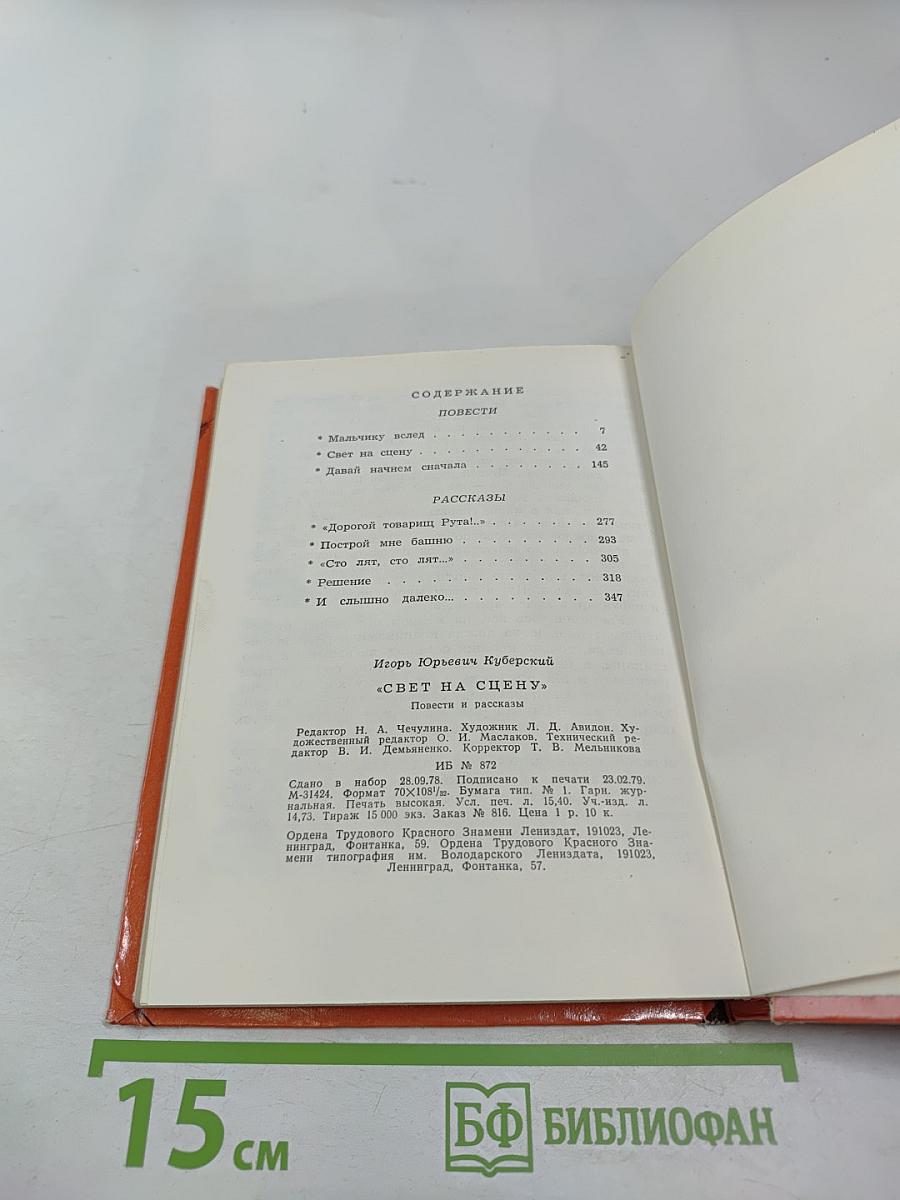 СОДЕРЖАНИЕ
ПОВЕСТИ
* Мальчику вслед . . . . . . . . . . . 7
* Свет на сцену . . . . . . . . . . . . 42
* Давай начнем сначала . . . . . . . . 145
РАССКАЗЫ
* «Дорогой товарищ Рута!..» . . . . . . . 277
* Построй мне башню . . . . . . . . . 293
* «Сто лят, сто лят...» . . . . . . . . . 305
* Решение . . . . . . . . . . . . . . 318
* И слышно далеко... . . . . . . . . . 347
Игорь Юрьевич Куберский
«СВЕТ НА СЦЕНУ»
Повести и рассказы
Редактор Н. А. Чечулина. Художник Л. Д. Авидон. Ху-
дожественный редактор О. И. Маслаков. Технический ре-
дактор В. И. Демьяненко. Корректор Т. В. Мельникова
ИБ № 872
Сдано в набор 28.09.78. Подписано к печати 23.02.79.
М-31424. Формат 70×108¹/₃₂. Бумага тип. № 1. Гарн. жур-
нальная. Печать высокая. Усл. печ. л. 15,40. Уч.-изд. л.
14,73. Тираж 15 000 экз. Заказ № 816. Цена 1 р. 10 к.
Ордена Трудового Красного Знамени Лениздат, 191023, Ле-
нинград, Фонтанка, 59. Ордена Трудового Красного Зна-
мени типография им. Володарского Лениздата, 191023,
Ленинград, Фонтанка, 57.
15 см
БФ БИБЛИОФАН